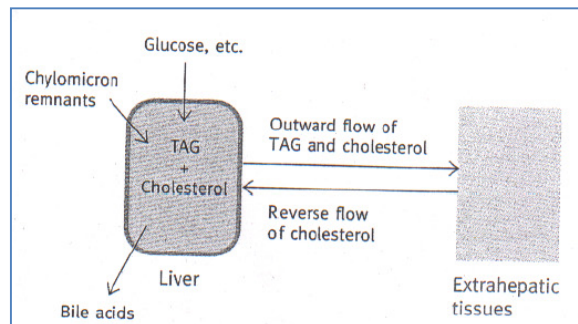 Glucose, etc.
Chylomicron
remnants
TAG
+
Cholesterol
Outward flow of
TAG and cholesterol
Reverse flow
of cholesterol
Liver
Bile acids
Extrahepatic
tissues